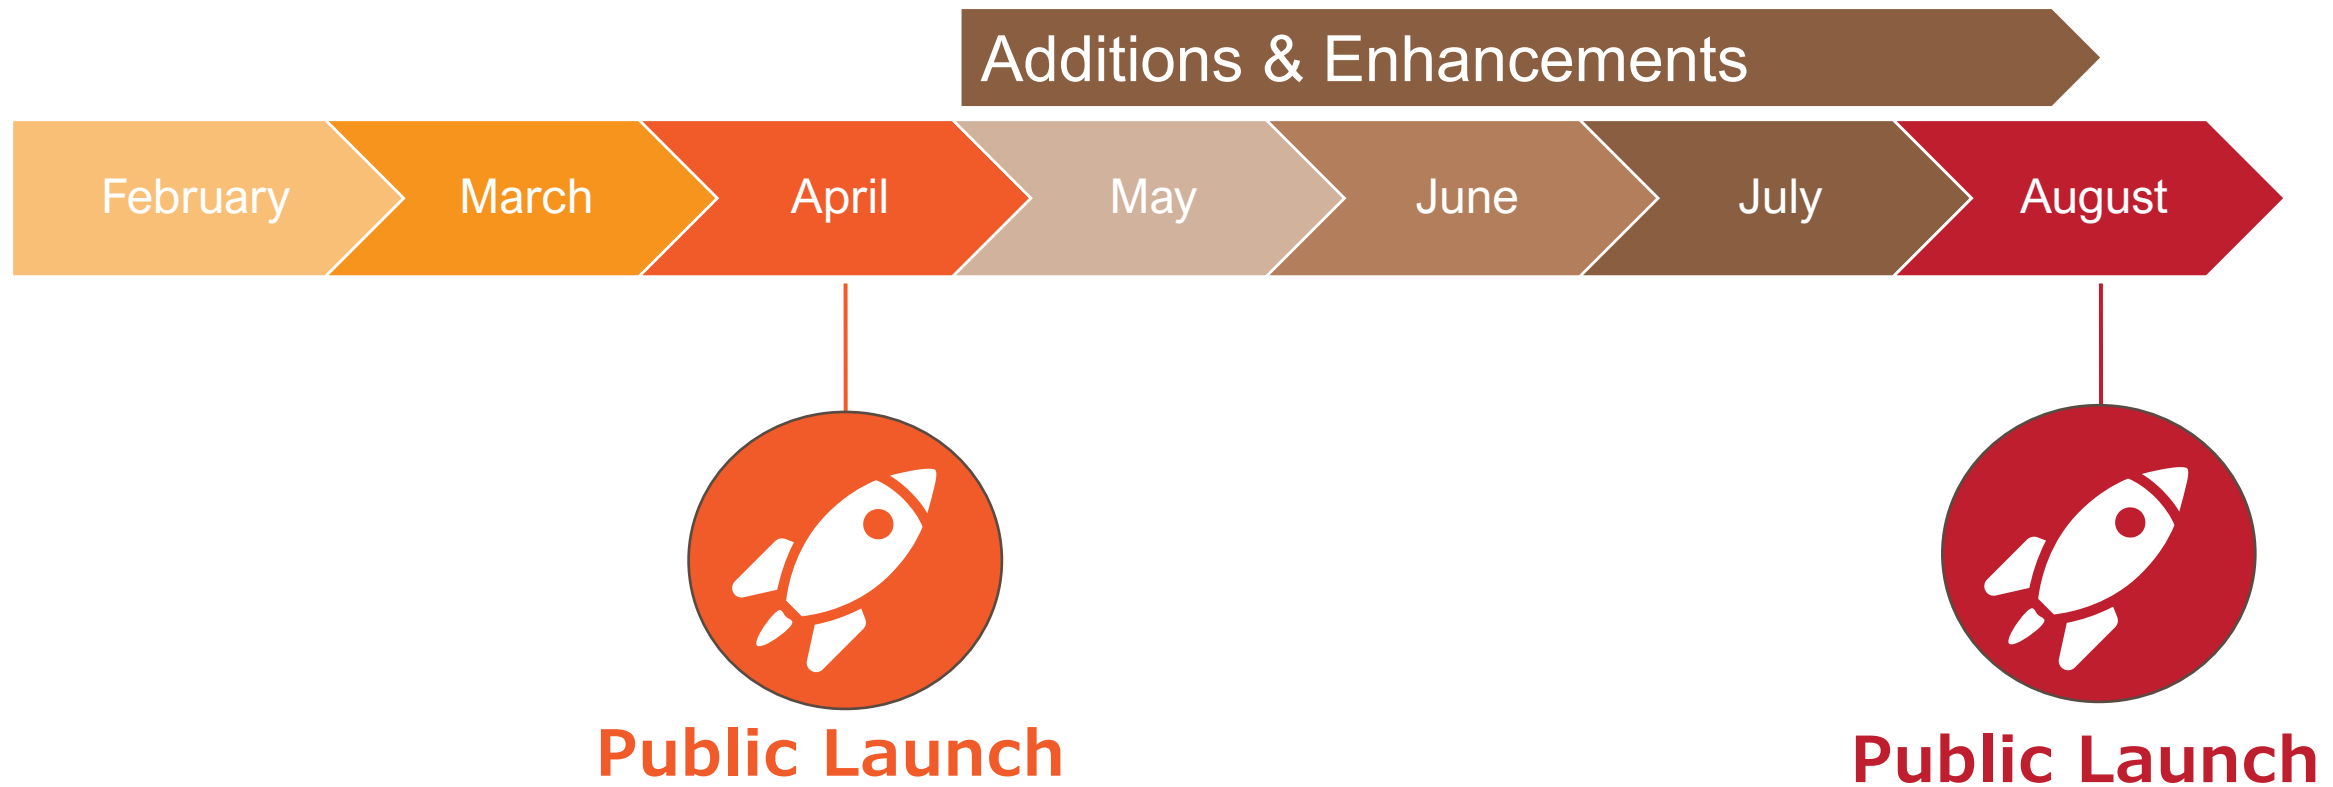 Additions & Enhancements
February
March
April
May
June
July
August
Public Launch
Public Launch